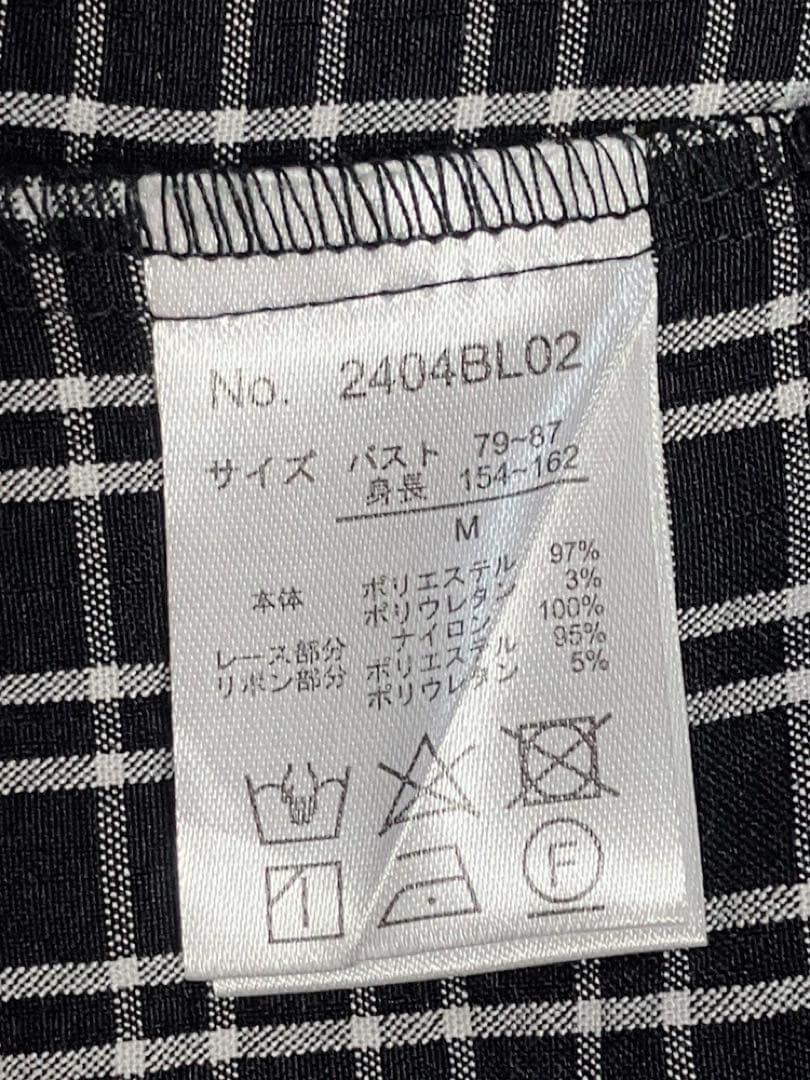 No. 2404BL02
サイズ バスト 79~87
身長 154~162
M
本体 ポリエステル 97%
ポリウレタン 3%
レース部分 ナイロン 100%
リボン部分 ポリエステル 95%
ポリウレタン 5%
F